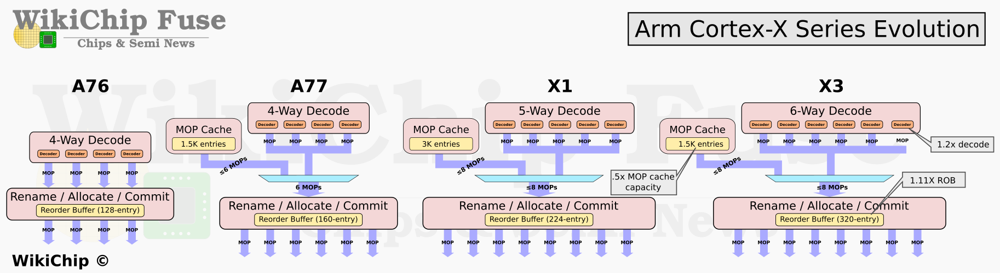 WikiChip Fuse
Chips & Semi News
Arm Cortex-X Series Evolution
A76
4-Way Decode
Decoder Decoder Decoder Decoder
MOP MOP MOP MOP
Rename / Allocate / Commit
Reorder Buffer (128-entry)
MOP MOP MOP MOP
A77
4-Way Decode
Decoder Decoder Decoder Decoder
MOP Cache
1.5K entries
MOP MOP MOP MOP
≤6 MOPs
6 MOPs
Rename / Allocate / Commit
Reorder Buffer (160-entry)
MOP MOP MOP MOP MOP MOP
X1
5-Way Decode
Decoder Decoder Decoder Decoder Decoder
MOP Cache
3K entries
MOP MOP MOP MOP MOP
≤8 MOPs
≤8 MOPs
Rename / Allocate / Commit
Reorder Buffer (224-entry)
MOP MOP MOP MOP MOP MOP MOP MOP
X3
6-Way Decode
Decoder Decoder Decoder Decoder Decoder Decoder
MOP Cache
1.5K entries
MOP MOP MOP MOP MOP MOP
1.2x decode
≤8 MOPs
.5x MOP cache
capacity
1.11X ROB
≤8 MOPs
Rename / Allocate / Commit
Reorder Buffer (320-entry)
MOP MOP MOP MOP MOP MOP MOP MOP
WikiChip ©
WikiChip Fuse
Chips & Semi News